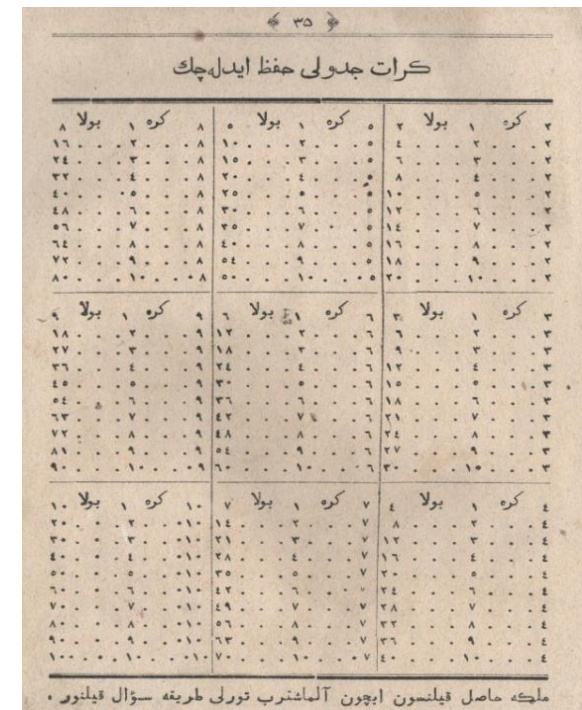 ٣٥
كرات جدولى حفظ ايدله‌چك
٢ كره ١ بولا ٢ ٥ كره ١ بولا ٥ ٨ كره ١ بولا ٨
٢ . . . ٢ . . . ٤ ٥ . . . ٢ . . . ١٠ ٨ . . . ٢ . . . ١٦
٢ . . . ٣ . . . ٦ ٥ . . . ٣ . . . ١٥ ٨ . . . ٣ . . . ٢٤
٢ . . . ٤ . . . ٨ ٥ . . . ٤ . . . ٢٠ ٨ . . . ٤ . . . ٣٢
٢ . . . ٥ . . . ١٠ ٥ . . . ٥ . . . ٢٥ ٨ . . . ٥ . . . ٤٠
٢ . . . ٦ . . . ١٢ ٥ . . . ٦ . . . ٣٠ ٨ . . . ٦ . . . ٤٨
٢ . . . ٧ . . . ١٤ ٥ . . . ٧ . . . ٣٥ ٨ . . . ٧ . . . ٥٦
٢ . . . ٨ . . . ١٦ ٥ . . . ٨ . . . ٤٠ ٨ . . . ٨ . . . ٦٤
٢ . . . ٩ . . . ١٨ ٥ . . . ٩ . . . ٥٤ ٨ . . . ٩ . . . ٧٢
٢ . . . ١٠ . . . ٢٠ ٥ . . . ١٠ . . . ٥٠ ٨ . . . ١٠ . . . ٨٠
٣ كره ١ بولا ٣ ٦ كره ١ بولا ٦ ٩ كره ١ بولا ٩
٣ . . . ٢ . . . ٦ ٦ . . . ٢ . . . ١٢ ٩ . . . ٢ . . . ١٨
٣ . . . ٣ . . . ٩ ٦ . . . ٣ . . . ١٨ ٩ . . . ٣ . . . ٢٧
٣ . . . ٤ . . . ١٢ ٦ . . . ٤ . . . ٢٤ ٩ . . . ٤ . . . ٣٦
٣ . . . ٥ . . . ١٥ ٦ . . . ٥ . . . ٣٠ ٩ . . . ٥ . . . ٤٥
٣ . . . ٦ . . . ١٨ ٦ . . . ٦ . . . ٣٦ ٩ . . . ٦ . . . ٥٤
٣ . . . ٧ . . . ٢١ ٦ . . . ٧ . . . ٤٢ ٩ . . . ٧ . . . ٦٣
٣ . . . ٨ . . . ٢٤ ٦ . . . ٨ . . . ٤٨ ٩ . . . ٨ . . . ٧٢
٣ . . . ٩ . . . ٢٧ ٦ . . . ٩ . . . ٥٤ ٩ . . . ٩ . . . ٨١
٣ . . . ١٠ . . . ٣٠ ٦ . . . ١٠ . . . ٦٠ ٩ . . . ١٠ . . . ٩٠
٤ كره ١ بولا ٤ ٧ كره ١ بولا ٧ ١٠ كره ١ بولا ١٠
٤ . . . ٢ . . . ٨ ٧ . . . ٢ . . . ١٤ ١٠ . . . ٢ . . . ٢٠
٤ . . . ٣ . . . ١٢ ٧ . . . ٣ . . . ٢١ ١٠ . . . ٣ . . . ٣٠
٤ . . . ٤ . . . ١٦ ٧ . . . ٤ . . . ٢٨ ١٠ . . . ٤ . . . ٤٠
٤ . . . ٥ . . . ٢٠ ٧ . . . ٥ . . . ٣٥ ١٠ . . . ٥ . . . ٥٠
٤ . . . ٦ . . . ٢٤ ٧ . . . ٦ . . . ٤٢ ١٠ . . . ٦ . . . ٦٠
٤ . . . ٧ . . . ٢٨ ٧ . . . ٧ . . . ٤٩ ١٠ . . . ٧ . . . ٧٠
٤ . . . ٨ . . . ٣٢ ٧ . . . ٨ . . . ٥٦ ١٠ . . . ٨ . . . ٨٠
٤ . . . ٩ . . . ٣٦ ٧ . . . ٩ . . . ٦٣ ١٠ . . . ٩ . . . ٩٠
٤ . . . ١٠ . . . ٤٠ ٧ . . . ١٠ . . . ٧٠ ١٠ . . . ١٠ . . . ١٠٠
ملكه حاصل قيلنسون ايچون آلماشترب تورلى طريقه سؤال قيلنور .